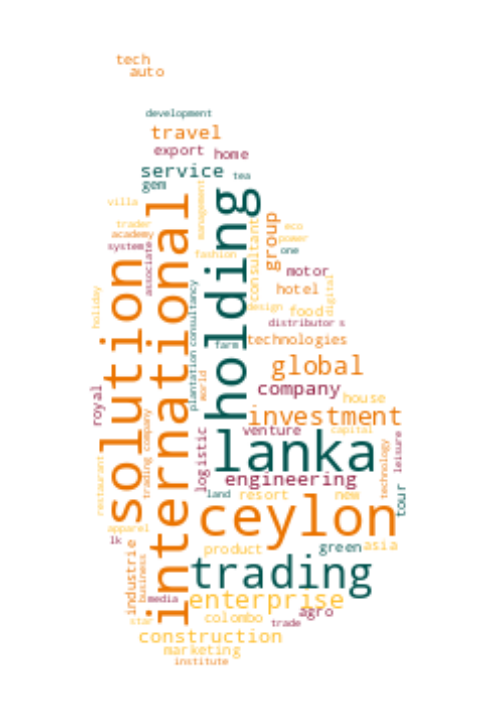 tech
auto
development
travel
export
home
service
tea
gem
villa
management
holding
international
trader
academy
system
associate
group
eco
power
one
consultant
fashion
solution
motor
hotel
digital
holiday
plantation
consultancy
design
food
distributor s
farm
technologies
global
world
royal
company
house
trading company
investment
venture
capital
lanka
logistic
leisure
technology
engineering
restaurant
land
resort
new
tour
ceylon
apparel
lk
industrie
product
green
asia
business
trading
media
enterprise
agro
star
colombo
trade
construction
marketing
institute